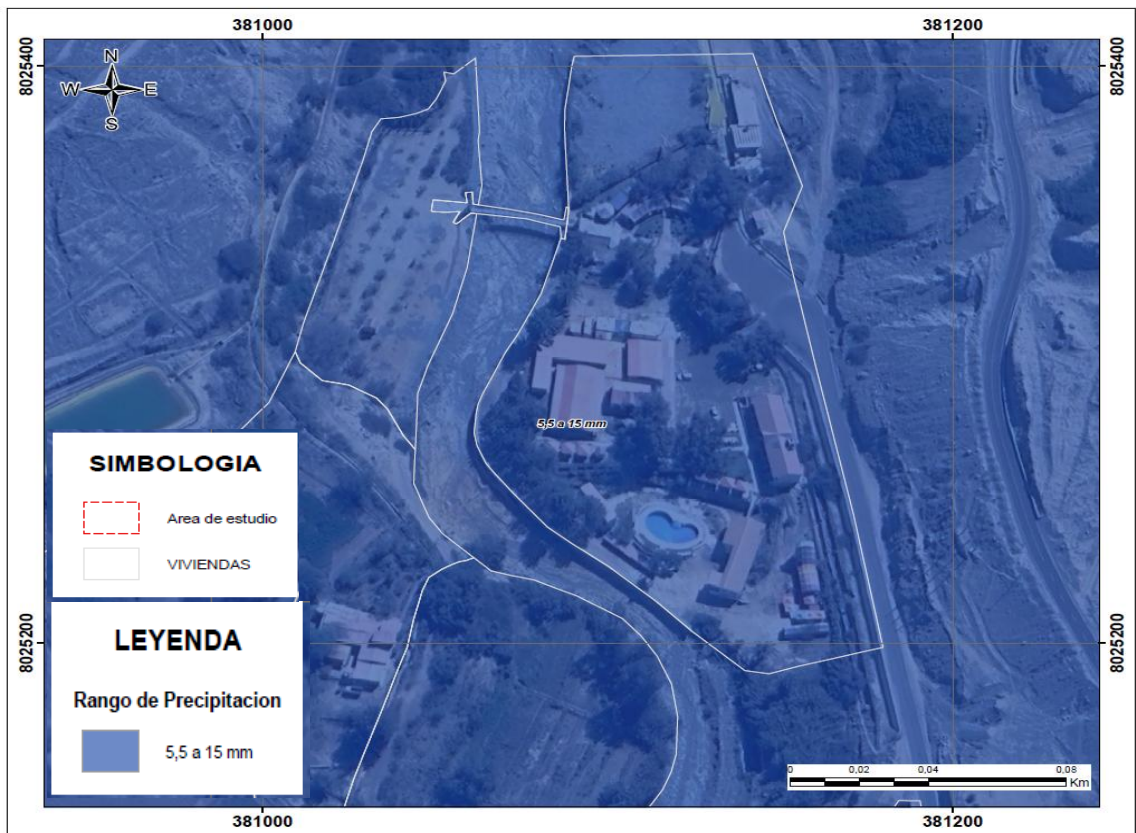 381000 381200
8025400 8025400
N
W E
S
5,5 a 15 mm
SIMBOLOGIA
Area de estudio
VIVIENDAS
LEYENDA
Rango de Precipitacion
5,5 a 15 mm
8025200 8025200
0 0,02 0,04 0,08
Km
381000 381200